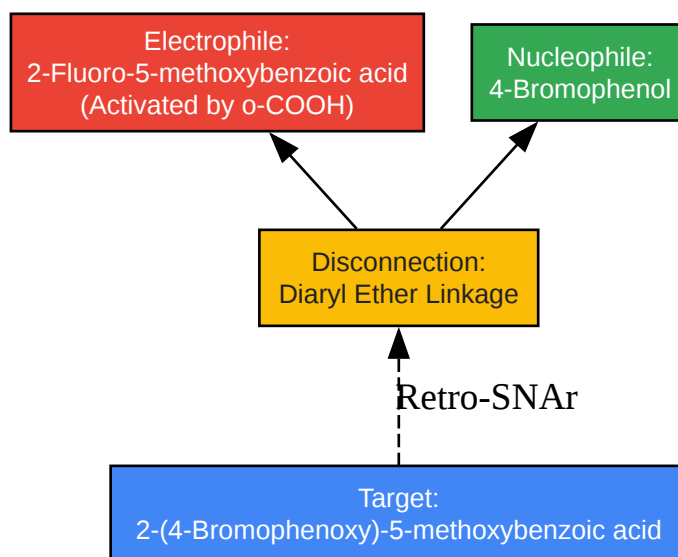 Electrophile:
2-Fluoro-5-methoxybenzoic acid
(Activated by o-COOH)
Nucleophile:
4-Bromophenol
Disconnection:
Diaryl Ether Linkage
Retro-SNAr
Target:
2-(4-Bromophenoxy)-5-methoxybenzoic acid